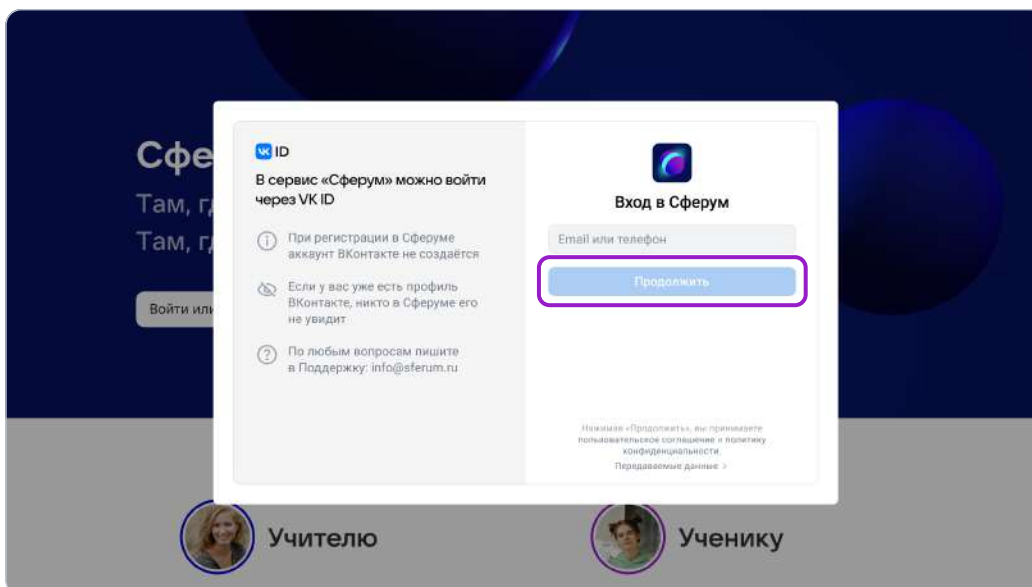 Сфе
Там, г
Там, г
Войти или
VK ID
В сервис «Сферум» можно войти
через VK ID
При регистрации в Сферуме
аккаунт ВКонтакте не создаётся
Если у вас уже есть профиль
ВКонтакте, никто в Сферуме его
не увидит
По любым вопросам пишите
в Поддержку: info@sferum.ru
Вход в Сферум
Email или телефон
Продолжить
Нажимая «Продолжить», вы принимаете
пользовательское соглашение и политику
конфиденциальности.
Передаваемые данные >
Учителю
Ученику